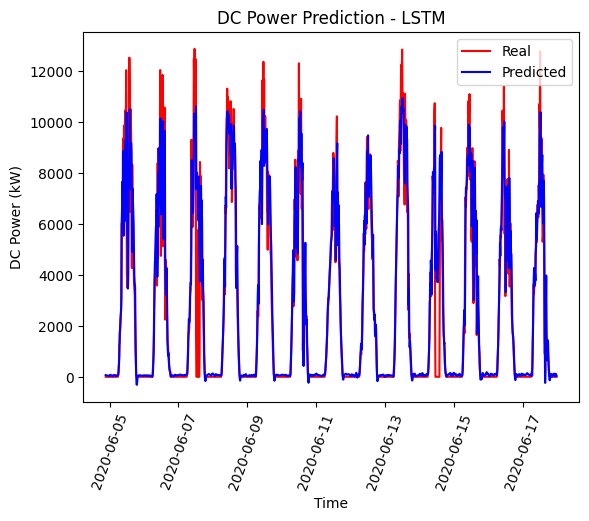 DC Power Prediction - LSTM
Real
Predicted
DC Power (kW)
12000
10000
8000
6000
4000
2000
0
2020-06-05
2020-06-07
2020-06-09
2020-06-11
2020-06-13
2020-06-15
2020-06-17
Time